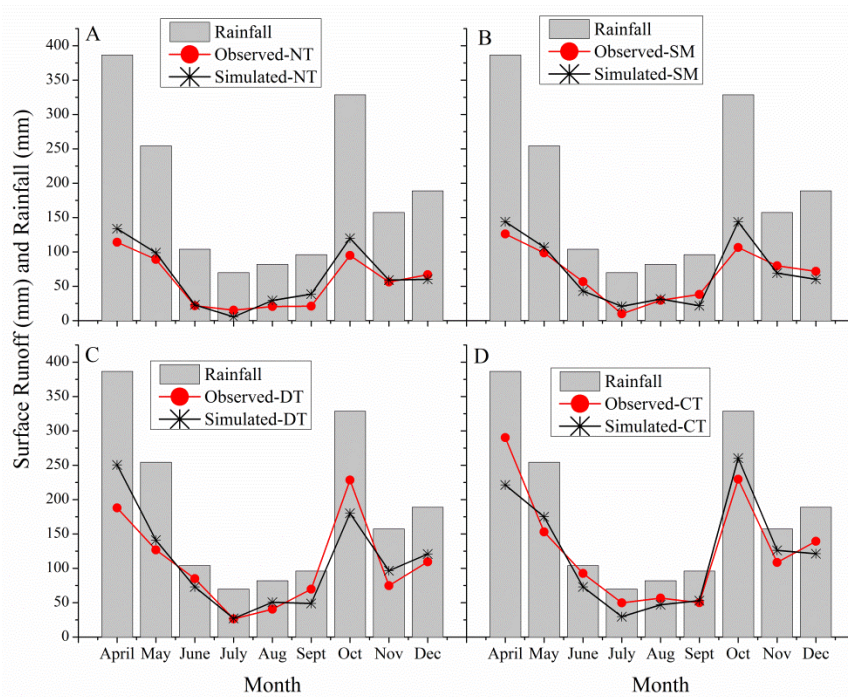 A
Rainfall
Observed-NT
Simulated-NT
B
Rainfall
Observed-SM
Simulated-SM
400
350
300
250
200
150
100
50
0
C
Rainfall
Observed-DT
Simulated-DT
D
Rainfall
Observed-CT
Simulated-CT
400
350
300
250
200
150
100
50
0
Surface Runoff (mm) and Rainfall (mm)
April May June July Aug Sept Oct Nov Dec
April May June July Aug Sept Oct Nov Dec
Month
Month